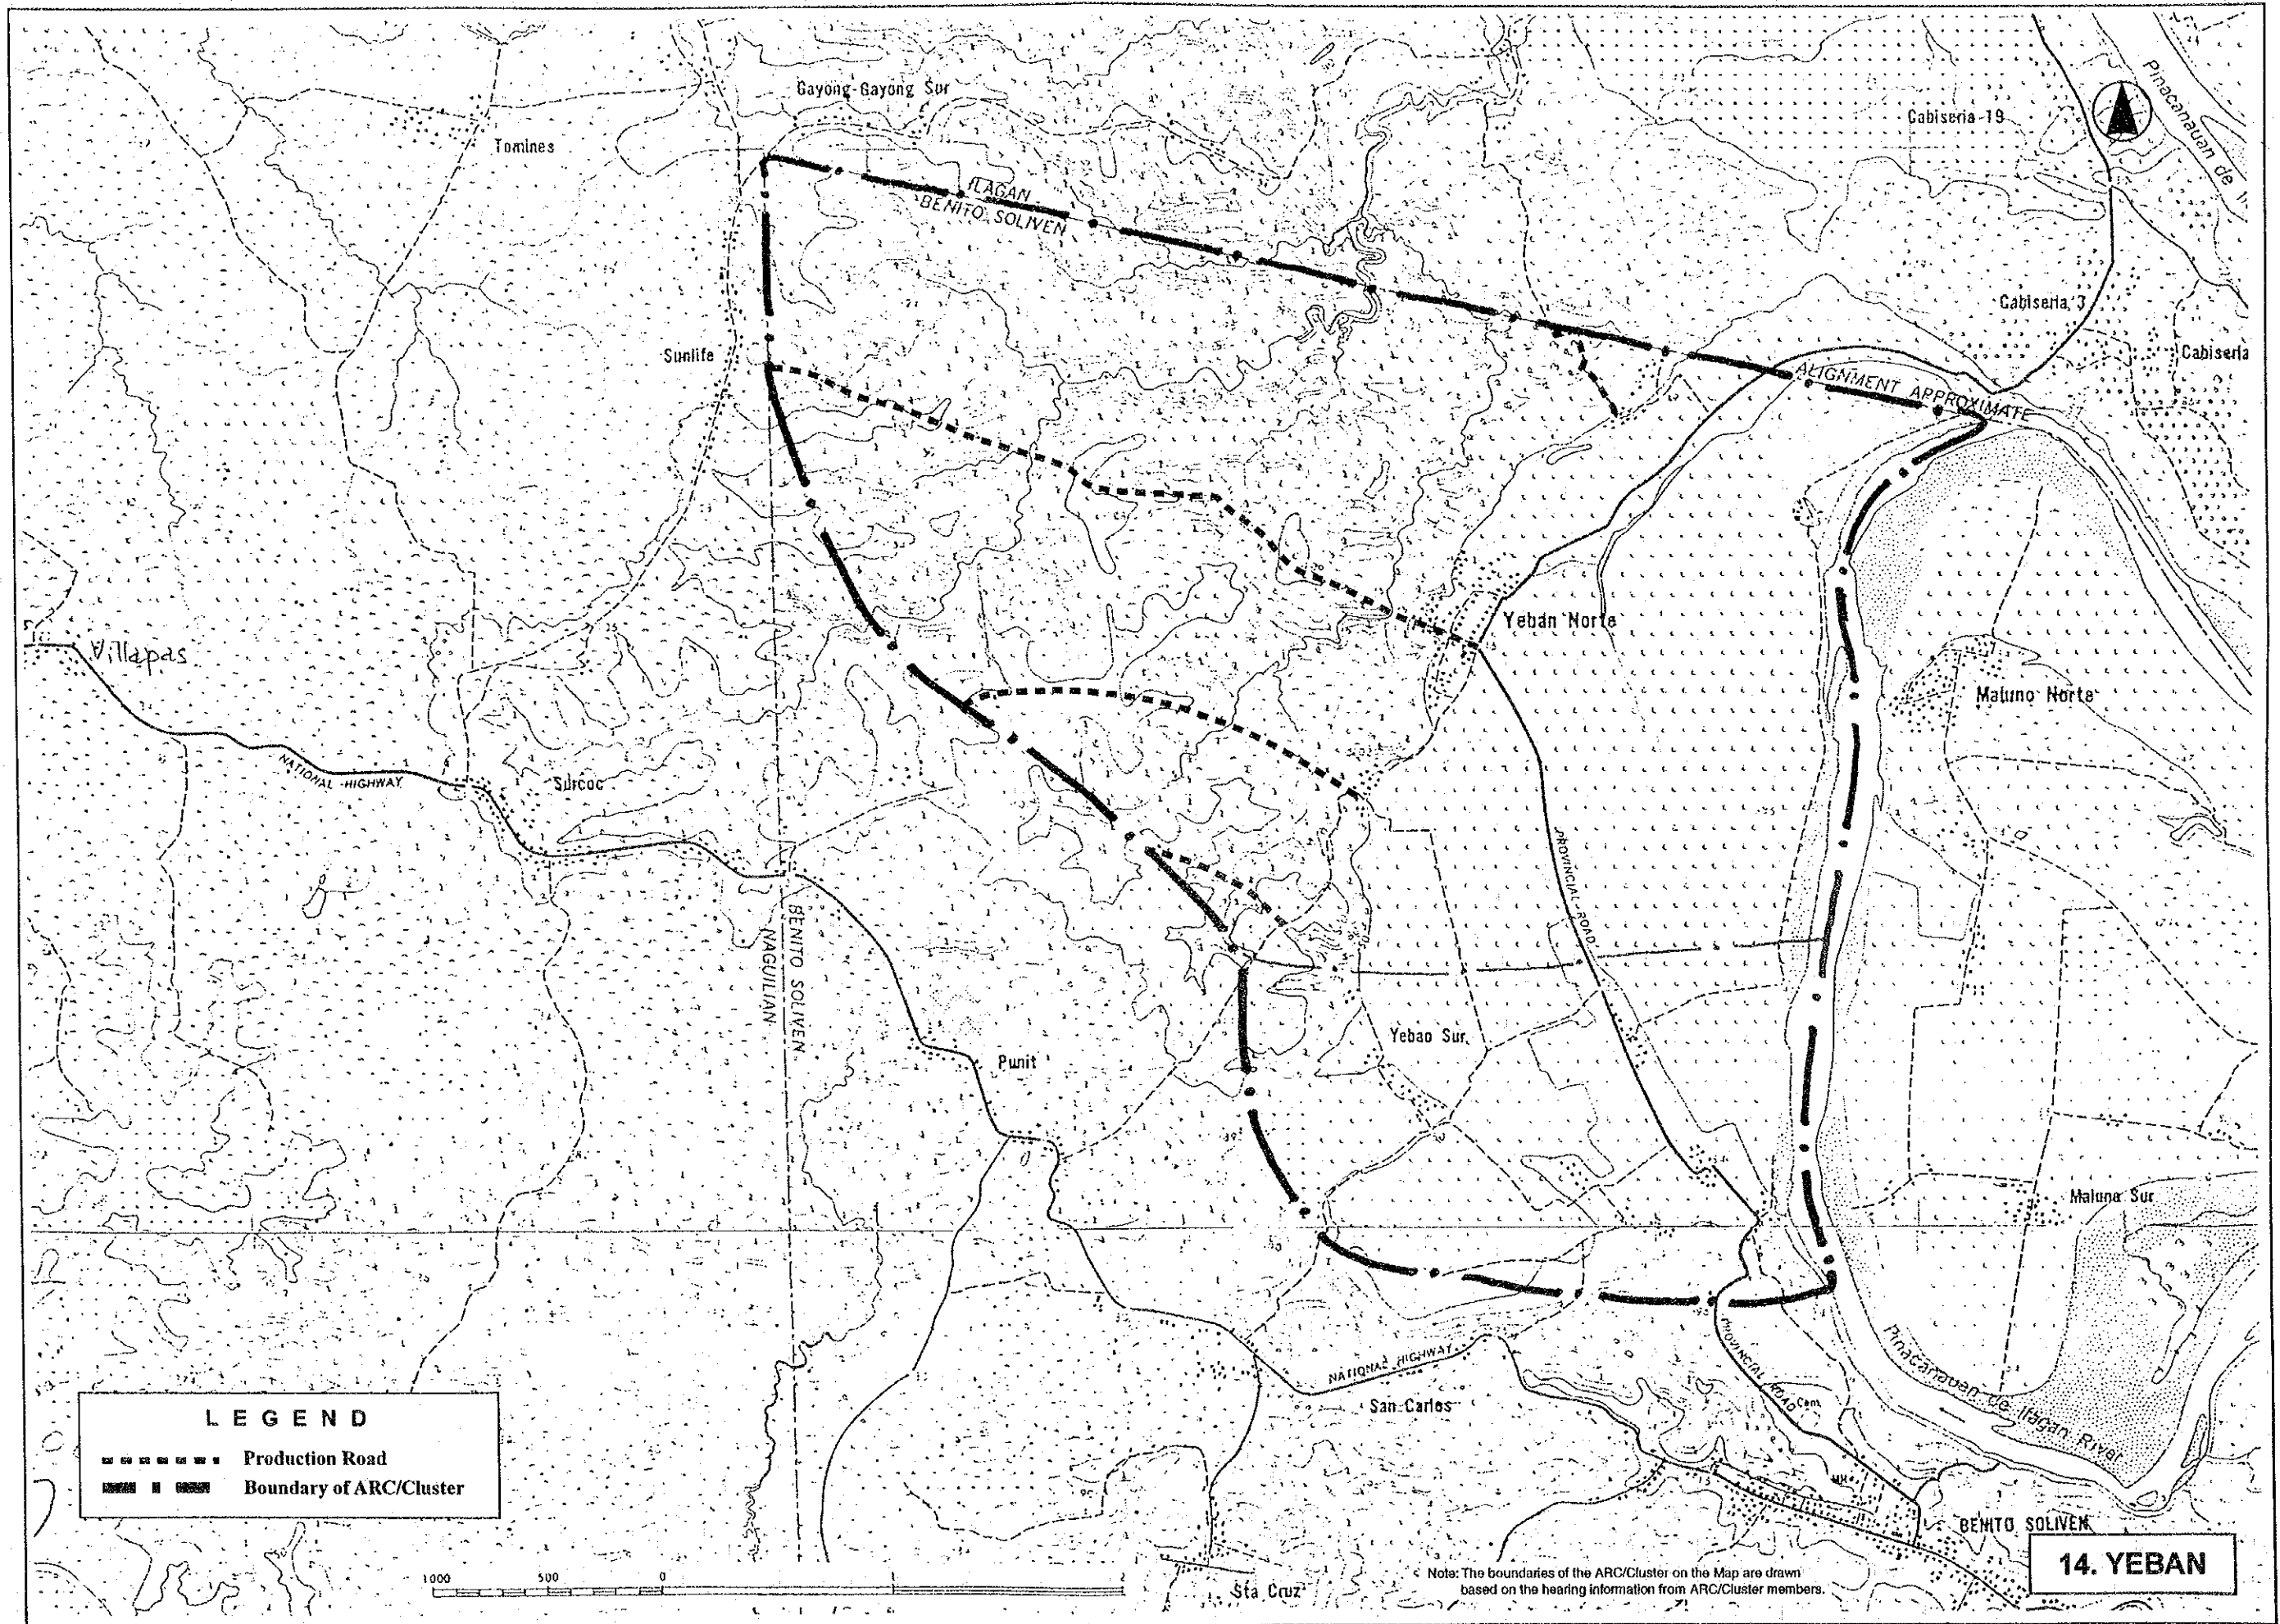 Gayong-Gayong Sur
Tomines
Cabiseria 19
Pinacanauan de
ILAGAN
BENITO SOLIVEN
Cabiseria 3
Cabiseria
Sunlife
ALIGNMENT APPROXIMATE
Yeban Norte
Villapas
Maluno Norte
NATIONAL HIGHWAY
Surcoc
PROVINCIAL ROAD
BENITO SOLIVEN
NAGUILIAN
Yebao Sur
Punit
Maluno Sur
PROVINCIAL ROAD
Pinacanauan de Ilagan River
NATIONAL HIGHWAY
San Carlos
Cem
LEGEND
Production Road
Boundary of ARC/Cluster
BENITO SOLIVEN
14. YEBAN
1000 500 0 2
Sta Cruz
Note: The boundaries of the ARC/Cluster on the Map are drawn
based on the hearing information from ARC/Cluster members.